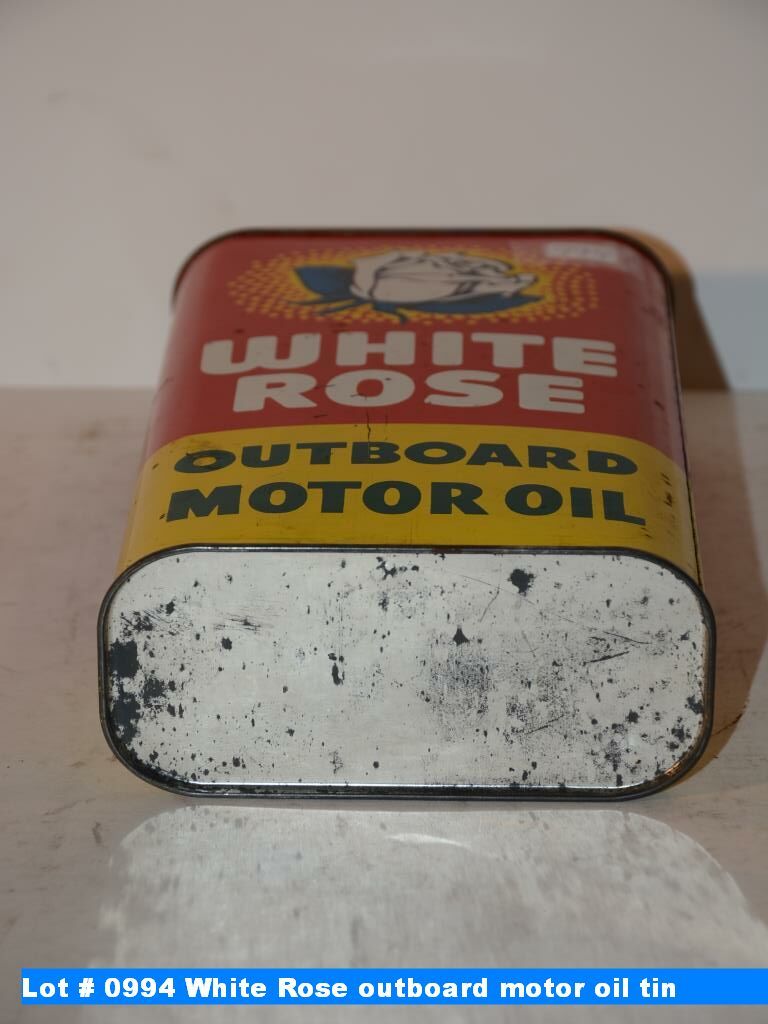 WHITE
ROSE
OUTBOARD
MOTOR OIL
Lot # 0994 White Rose outboard motor oil tin